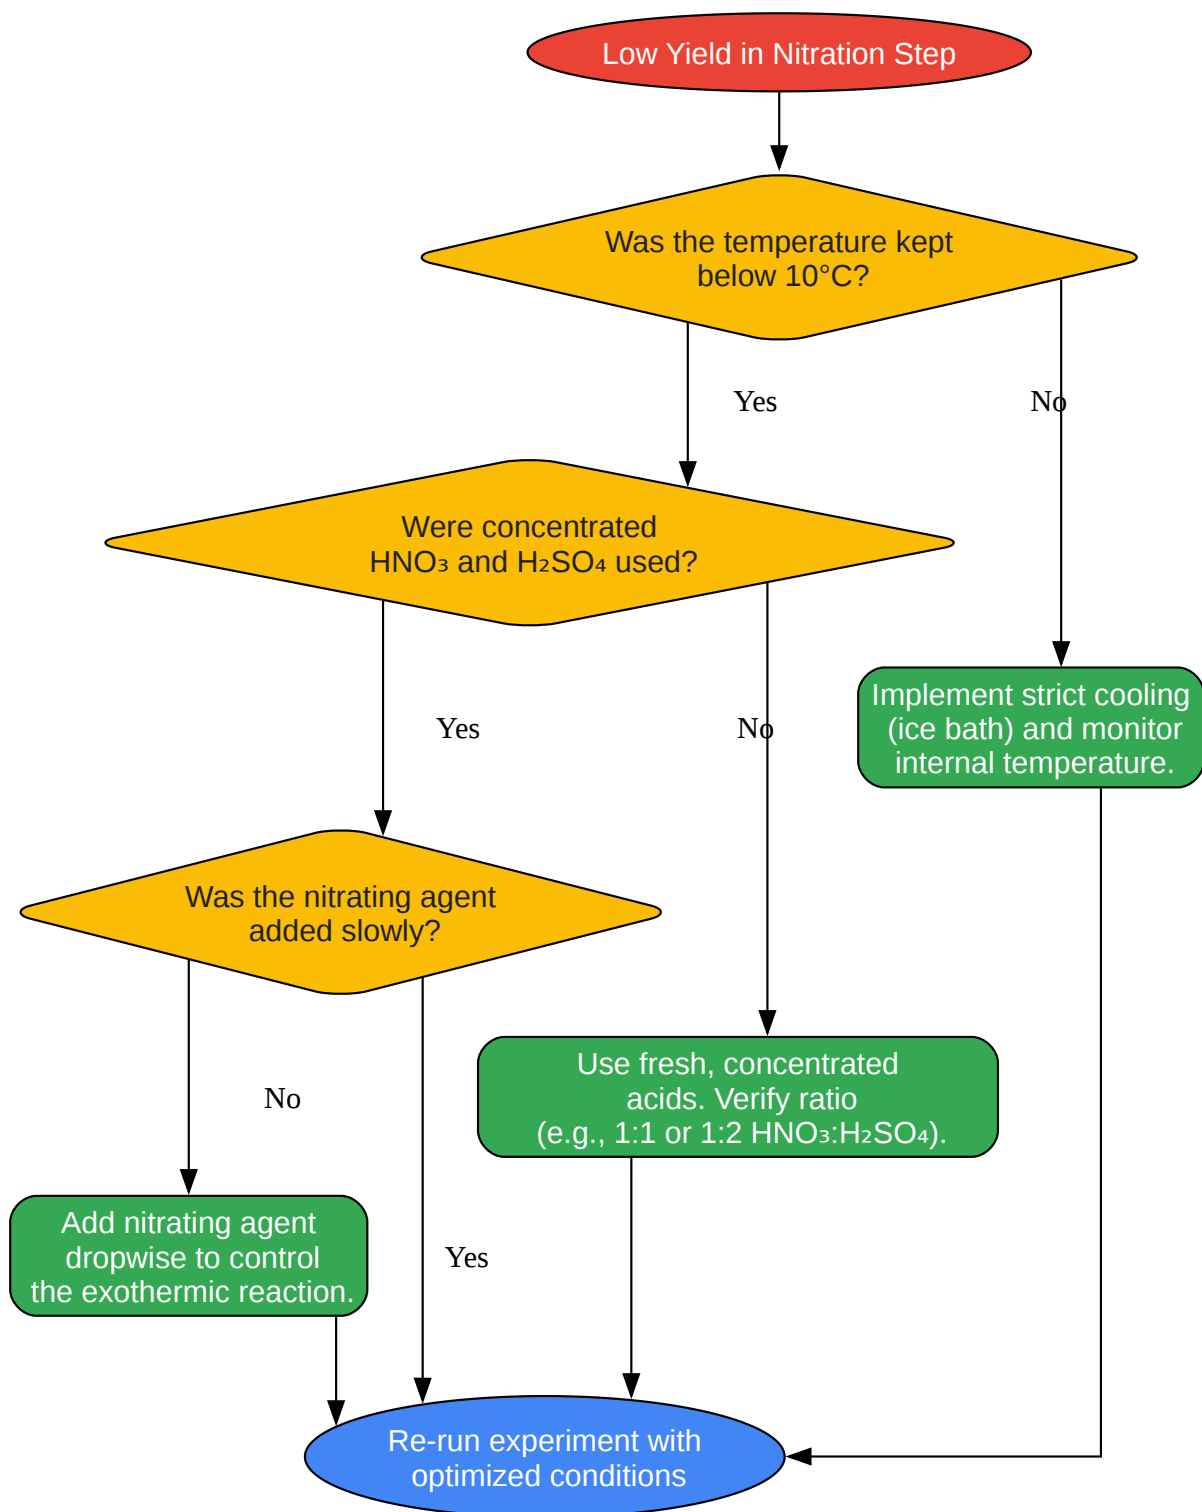 Low Yield in Nitration Step
Was the temperature kept
below 10°C?
Yes
No
Were concentrated
HNO₃ and H₂SO₄ used?
Implement strict cooling
(ice bath) and monitor
internal temperature.
Yes
No
Was the nitrating agent
added slowly?
Use fresh, concentrated
acids. Verify ratio
(e.g., 1:1 or 1:2 HNO₃:H₂SO₄).
No
Add nitrating agent
dropwise to control
the exothermic reaction.
Yes
Re-run experiment with
optimized conditions